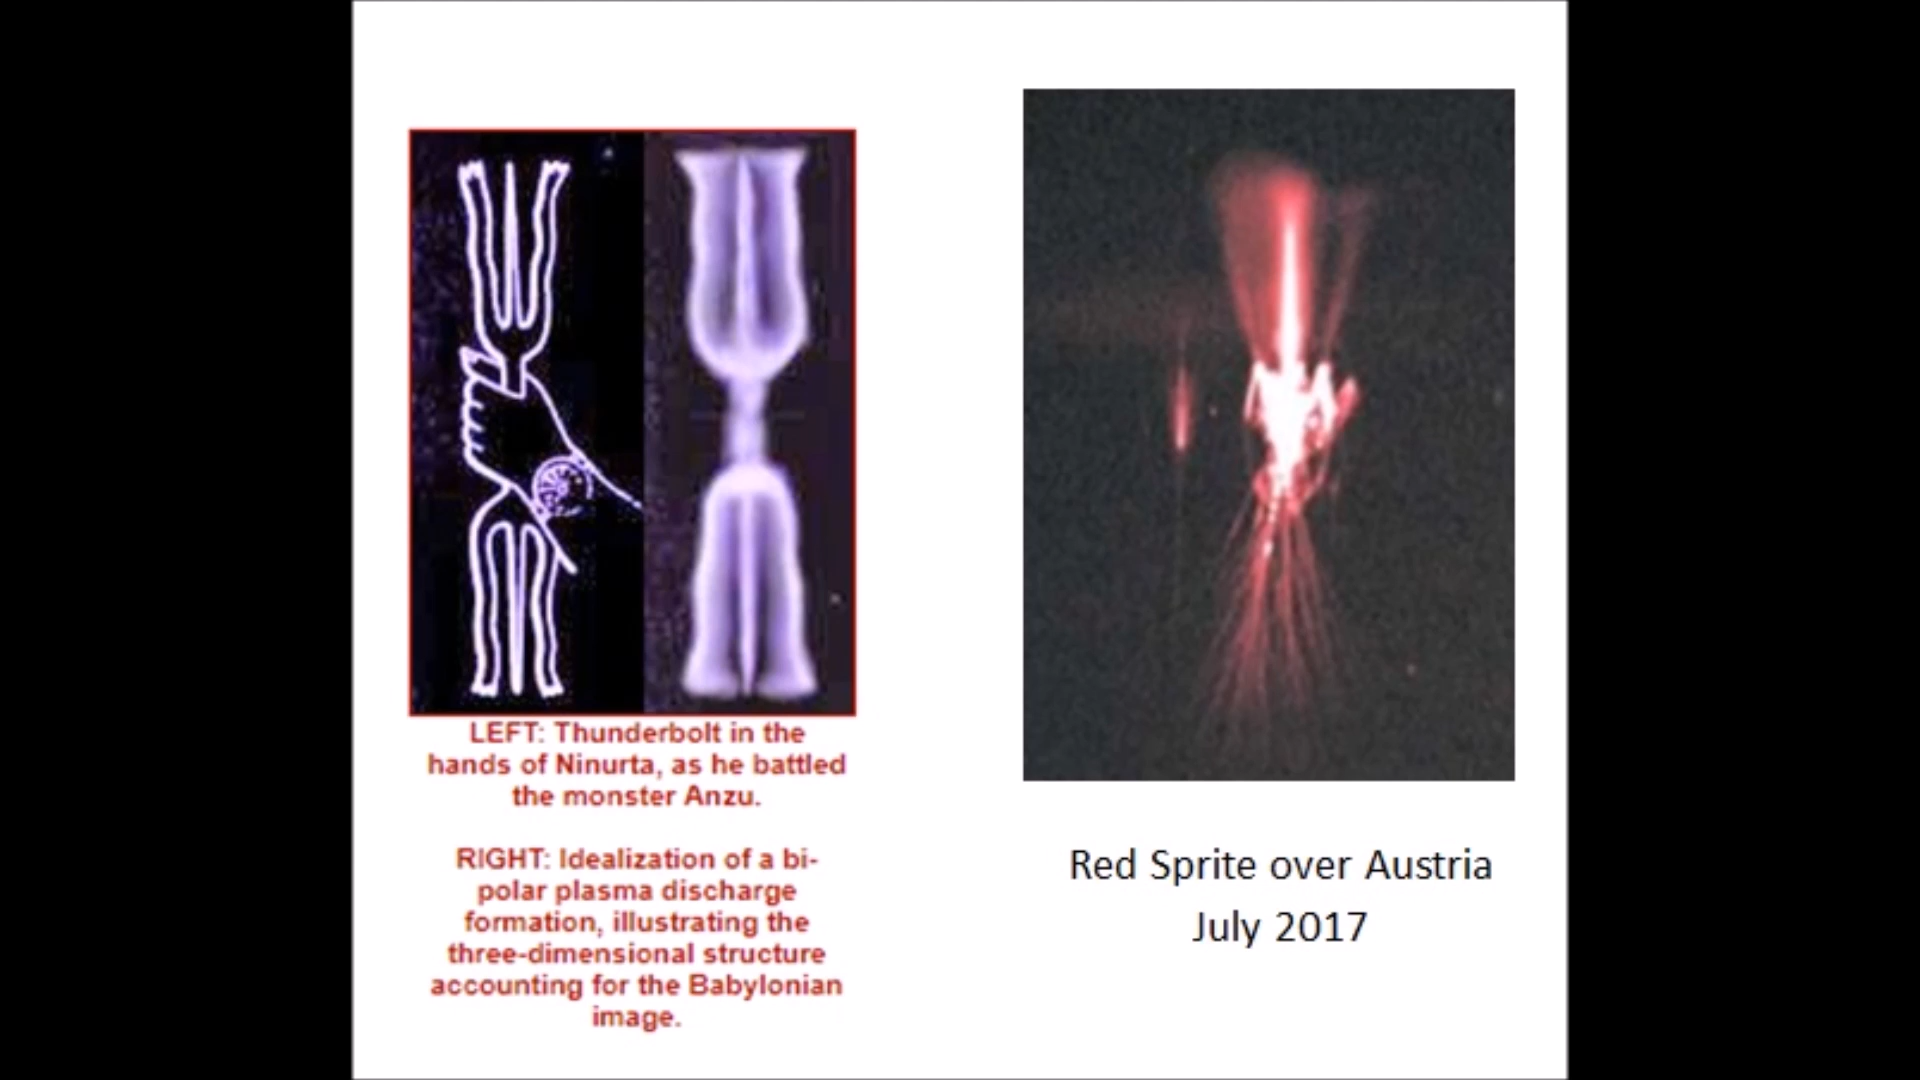 LEFT: Thunderbolt in the
hands of Ninurta, as he battled
the monster Anzu.
RIGHT: Idealization of a bi-
polar plasma discharge
formation, illustrating the
three-dimensional structure
accounting for the Babylonian
image.
Red Sprite over Austria
July 2017